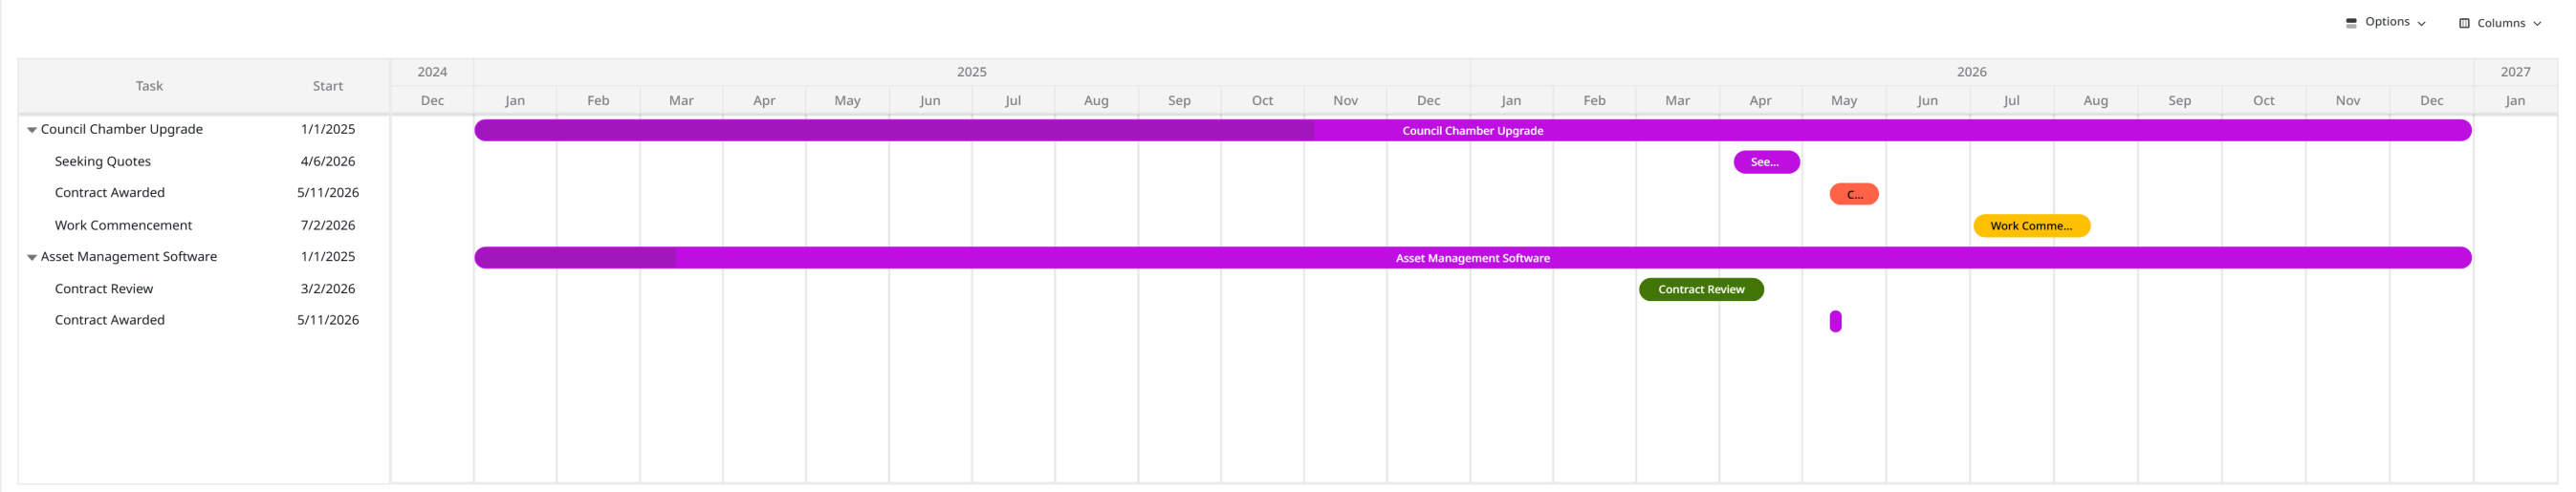 Options Columns
Task Start 2024 2025 2026 2027
Dec Jan Feb Mar Apr May Jun Jul Aug Sep Oct Nov Dec Jan Feb Mar Apr May Jun Jul Aug Sep Oct Nov Dec Jan
Council Chamber Upgrade 1/1/2025 Council Chamber Upgrade
Seeking Quotes 4/6/2026 See...
Contract Awarded 5/11/2026 C...
Work Commencement 7/2/2026 Work Comme...
Asset Management Software 1/1/2025 Asset Management Software
Contract Review 3/2/2026 Contract Review
Contract Awarded 5/11/2026